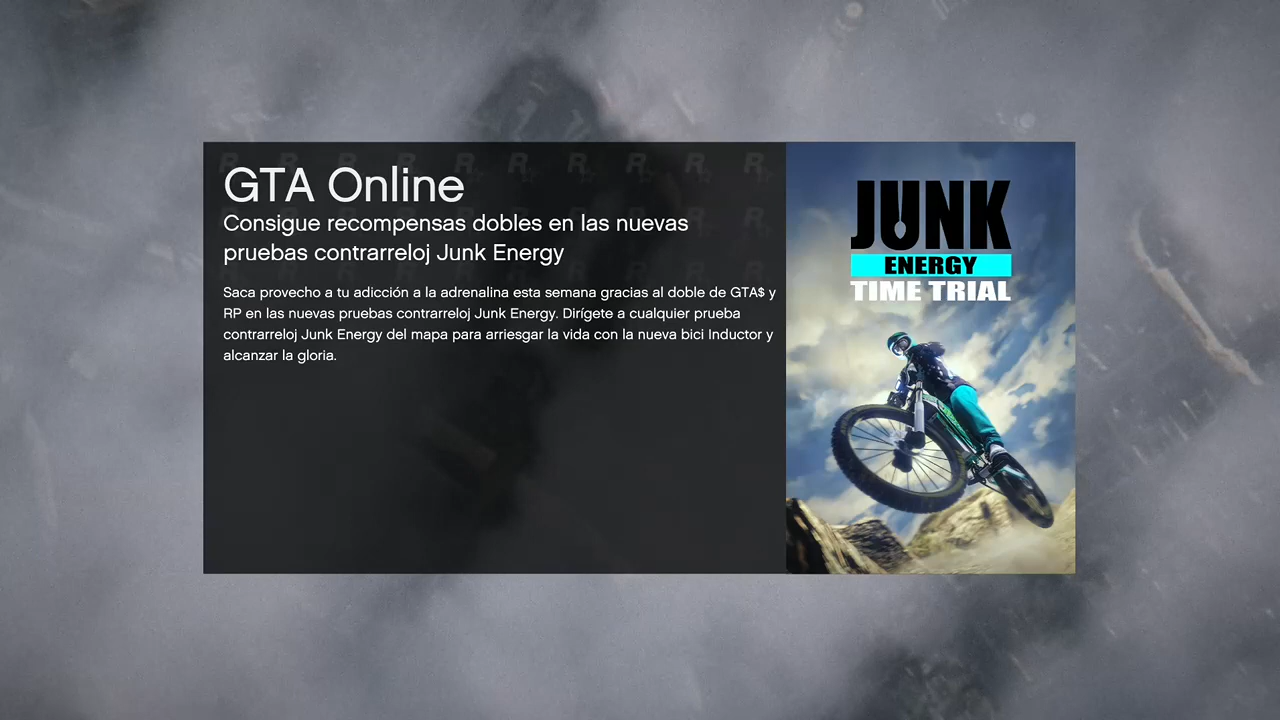 GTA Online
Consigue recompensas dobles en las nuevas
pruebas contrarreloj Junk Energy
Saca provecho a tu adicción a la adrenalina esta semana gracias al doble de GTA$ y
RP en las nuevas pruebas contrarreloj Junk Energy. Dirígete a cualquier prueba
contrarreloj Junk Energy del mapa para arriesgar la vida con la nueva bici Inductor y
alcanzar la gloria.
JUNK
ENERGY
TIME TRIAL